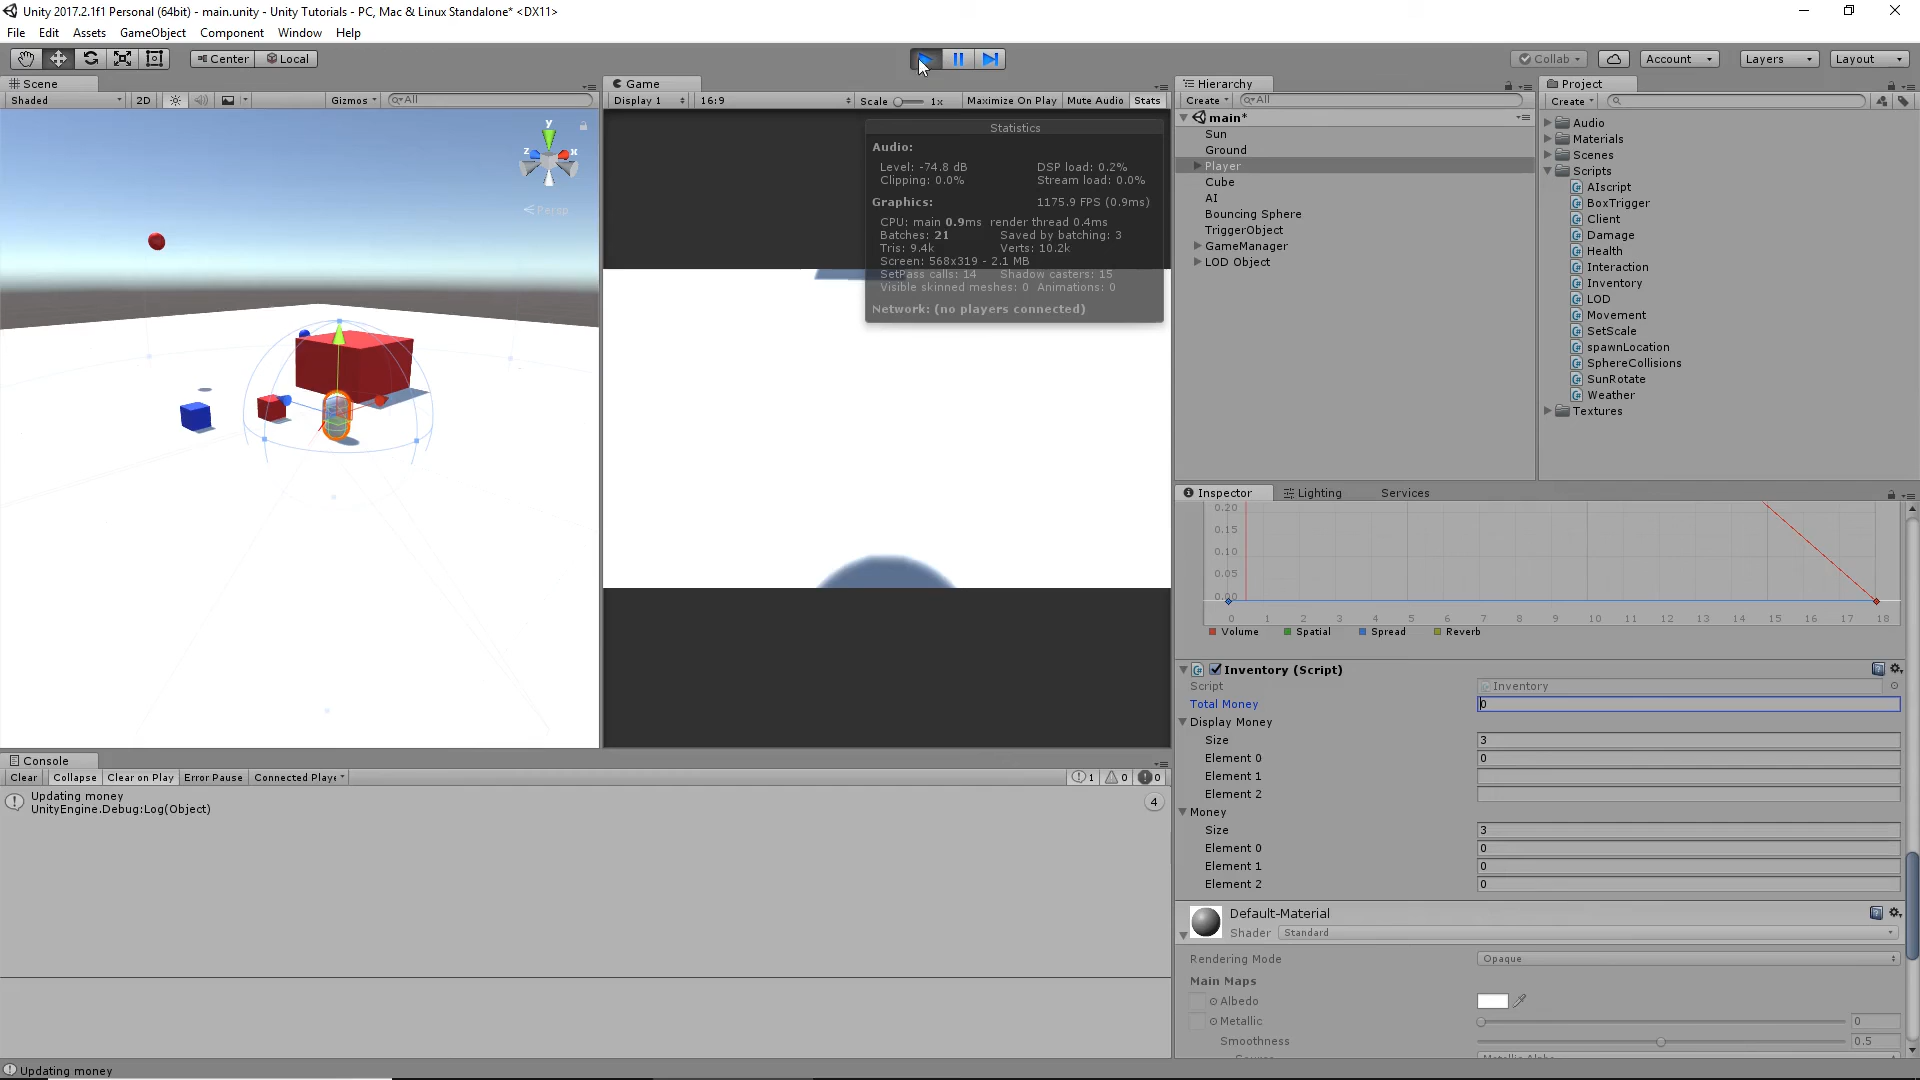 Unity 2017.2.1f1 Personal (64bit) - main.unity - Unity Tutorials - PC, Mac & Linux Standalone* <DX11>
File Edit Assets GameObject Component Window Help
Center Local
Collab Account Layers Layout
Scene
Shaded 2D Gizmos All
y
z x
Persp
Game
Display 1 16:9 Scale 1x Maximize On Play Mute Audio Stats
Statistics
Audio:
Level: -74.8 dB DSP load: 0.2%
Clipping: 0.0% Stream load: 0.0%
Graphics: 1175.9 FPS (0.9ms)
CPU: main 0.9ms render thread 0.4ms
Batches: 21 Saved by batching: 3
Tris: 9.4k Verts: 10.2k
Screen: 568x319 - 2.1 MB
SetPass calls: 14 Shadow casters: 15
Visible skinned meshes: 0 Animations: 0
Network: (no players connected)
Hierarchy
Create All
main*
Sun
Ground
Player
Cube
AI
Bouncing Sphere
TriggerObject
GameManager
LOD Object
Project
Create
Audio
Materials
Scenes
Scripts
AIscript
BoxTrigger
Client
Damage
Health
Interaction
Inventory
LOD
Movement
SetScale
spawnLocation
SphereCollisions
SunRotate
Weather
Textures
Inspector Lighting Services
0.20
0.15
0.10
0.05
0.00
0 1 2 3 4 5 6 7 8 9 10 11 12 13 14 15 16 17 18
Volume Spatial Spread Reverb
Inventory (Script)
Script Inventory
Total Money 0
Display Money
Size 3
Element 0 0
Element 1
Element 2
Money
Size 3
Element 0 0
Element 1 0
Element 2 0
Default-Material
Shader Standard
Rendering Mode Opaque
Main Maps
Albedo
Metallic 0
Smoothness 0.5
Console
Clear Collapse Clear on Play Error Pause Connected Playe 1 0 0
Updating money
UnityEngine.Debug:Log(Object)
4
Updating money